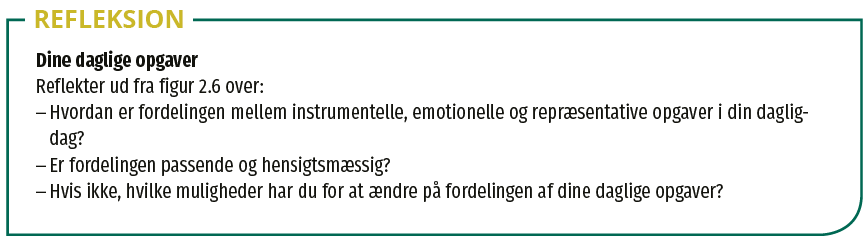 REFLEKSION
Dine daglige opgaver
Reflekter ud fra figur 2.6 over:
– Hvordan er fordelingen mellem instrumentelle, emotionelle og repræsentative opgaver i din daglig-
dag?
– Er fordelingen passende og hensigtsmæssig?
– Hvis ikke, hvilke muligheder har du for at ændre på fordelingen af dine daglige opgaver?